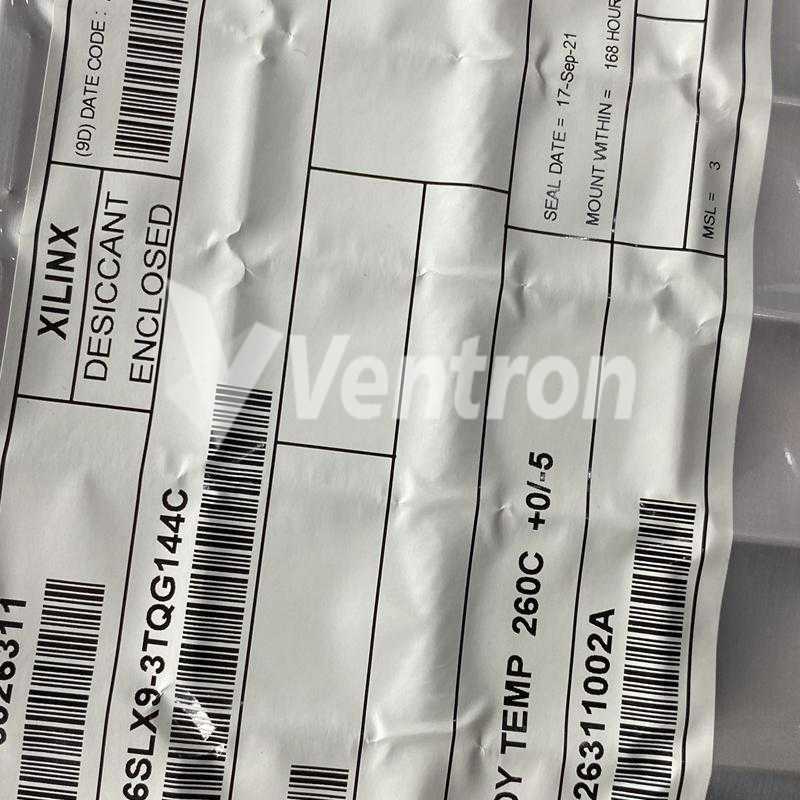 (9D) DATE CODE :
XILINX
DESICCANT
ENCLOSED
6SLX9-3TQG144C
SEAL DATE = 17-Sep-21
MOUNT WITHIN = 168 HOUR
MSL = 3
TEMP 260C +0/-5
26311002A
Ventron